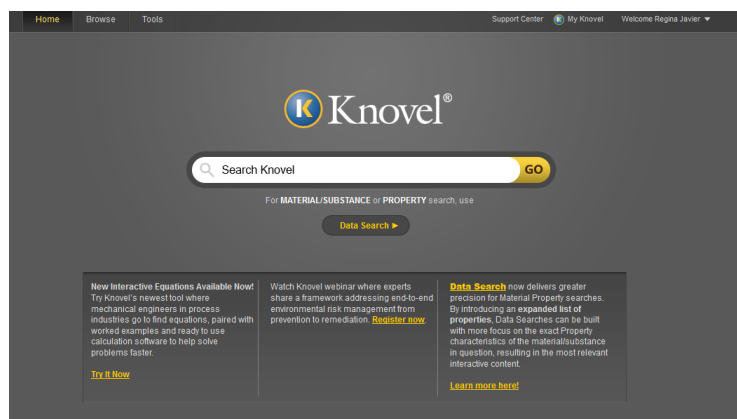 Home Browse Tools Support Center K My Knovel Welcome Regina Javier ▼
K Knovel®
Search Knovel GO
For MATERIAL/SUBSTANCE or PROPERTY search, use
Data Search ►
New Interactive Equations Available Now!
Try Knovel's newest tool where
mechanical engineers in process
industries go to find equations, paired with
worked examples and ready to use
calculation software to help solve
problems faster.
Try It Now
Watch Knovel webinar where experts
share a framework addressing end-to-end
environmental risk management from
prevention to remediation. Register now.
Data Search now delivers greater
precision for Material Property searches.
By introducing an expanded list of
properties, Data Searches can be built
with more focus on the exact Property
characteristics of the material/substance
in question, resulting in the most relevant
interactive content.
Learn more here!